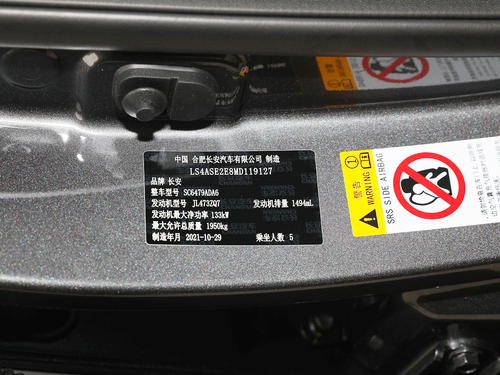 中国 合肥长安汽车有限公司 制造
LS4ASE2E8MD119127
品牌 长安
整车型号 SC6479ADA6
发动机型号 JL473ZQ7 发动机排量 1494mL
发动机最大净功率 133kW
最大允许总质量 1950kg
制造年月 2021-10-29 乘坐人数 5
警告
WARNING
SRS SIDE AIRBAG